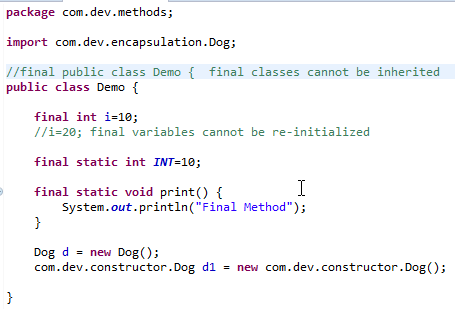 package com.dev.methods;
import com.dev.encapsulation.Dog;
//final public class Demo {  final classes cannot be inherited
public class Demo {
final int i=10;
//i=20; final variables cannot be re-initialized
final static int INT=10;
final static void print() {
System.out.println("Final Method");
}
Dog d = new Dog();
com.dev.constructor.Dog d1 = new com.dev.constructor.Dog();
}